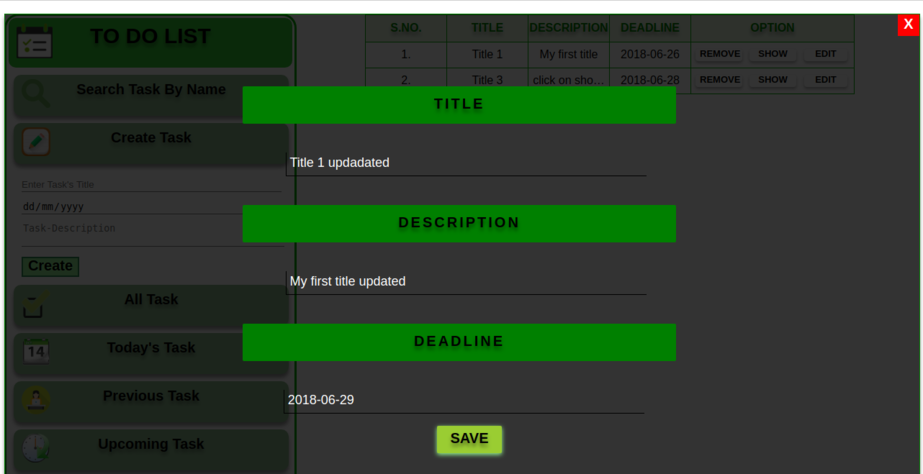 X
TO DO LIST
S.NO. TITLE DESCRIPTION DEADLINE OPTION
1. Title 1 My first title 2018-06-26 REMOVE SHOW EDIT
2. Title 3 click on sho... 2018-06-28 REMOVE SHOW EDIT
Search Task By Name
Create Task
Enter Task's Title
dd/mm/yyyy
Task-Description
Create
All Task
14
Today's Task
Previous Task
Upcoming Task
TITLE
Title 1 updadated
DESCRIPTION
My first title updated
DEADLINE
2018-06-29
SAVE